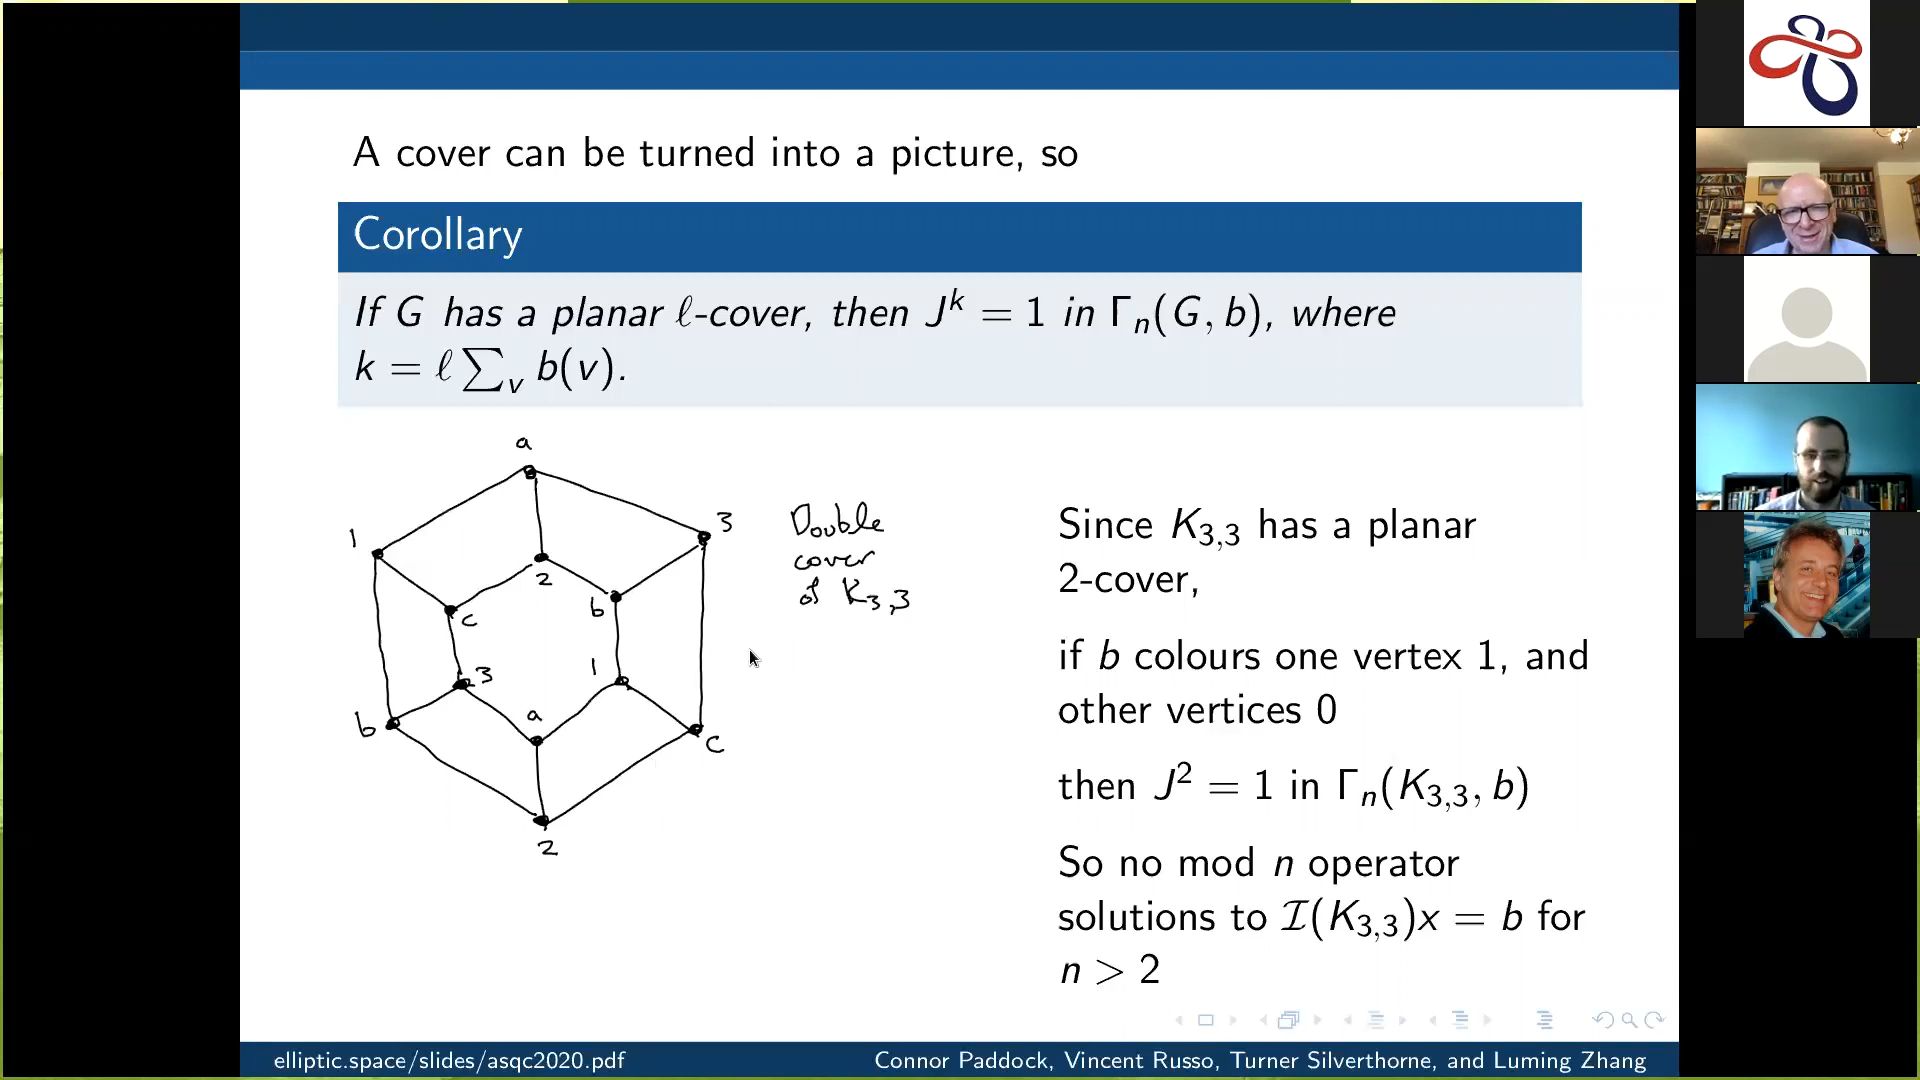 A cover can be turned into a picture, so
Corollary
If G has a planar ℓ-cover, then J^k = 1 in Γ_n(G, b), where
k = ℓ ∑_v b(v).
a
1
3
2
b
c
3
1
a
b
c
2
Double
cover
of K_{3,3}
Since K_{3,3} has a planar
2-cover,
if b colours one vertex 1, and
other vertices 0
then J^2 = 1 in Γ_n(K_{3,3}, b)
So no mod n operator
solutions to ℐ(K_{3,3})x = b for
n > 2
elliptic.space/slides/asqc2020.pdf
Connor Paddock, Vincent Russo, Turner Silverthorne, and Luming Zhang